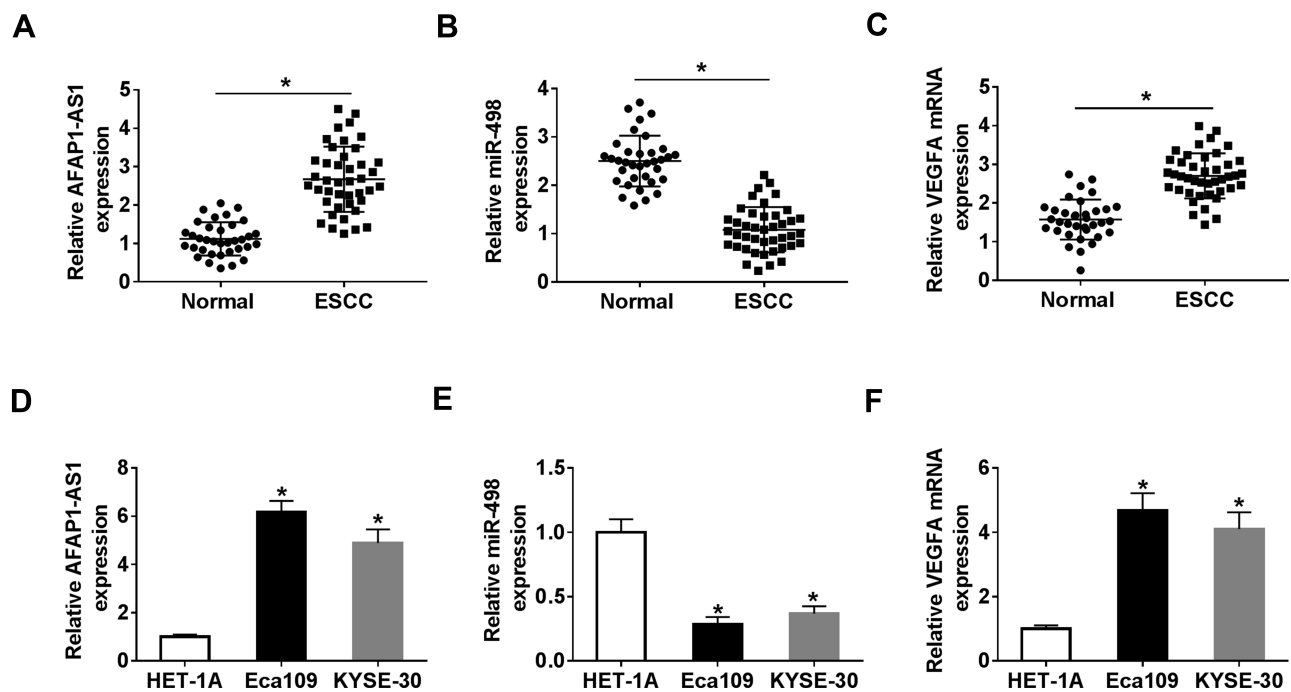 A
Relative AFAP1-AS1
expression
5
4
3
2
1
0
*
Normal
ESCC
B
Relative miR-498
expression
4
3
2
1
0
*
Normal
ESCC
C
Relative VEGFA mRNA
expression
5
4
3
2
1
0
*
Normal
ESCC
D
Relative AFAP1-AS1
expression
8
6
4
2
0
*
*
HET-1A
Eca109
KYSE-30
E
Relative miR-498
expression
1.5
1.0
0.5
0.0
*
*
HET-1A
Eca109
KYSE-30
F
Relative VEGFA mRNA
expression
6
4
2
0
*
*
HET-1A
Eca109
KYSE-30